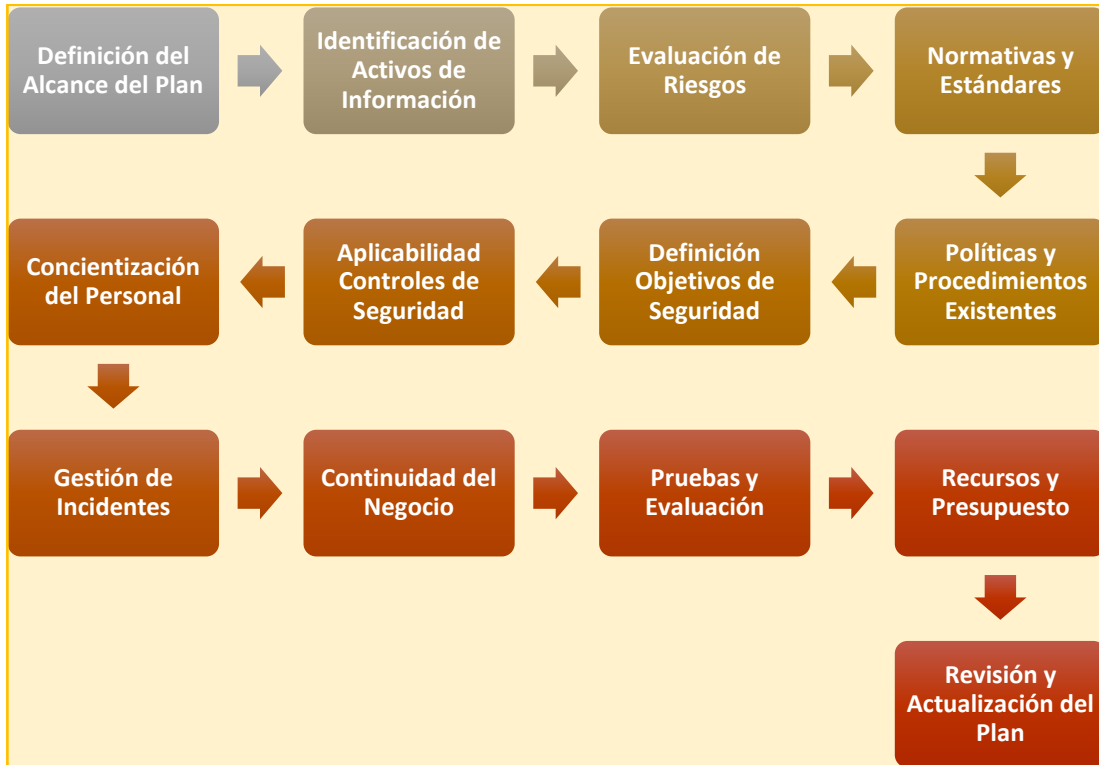 Definición del
Alcance del Plan
Identificación de
Activos de
Información
Evaluación de
Riesgos
Normativas y
Estándares
Políticas y
Procedimientos
Existentes
Definición
Objetivos de
Seguridad
Aplicabilidad
Controles de
Seguridad
Concientización
del Personal
Gestión de
Incidentes
Continuidad del
Negocio
Pruebas y
Evaluación
Recursos y
Presupuesto
Revisión y
Actualización del
Plan